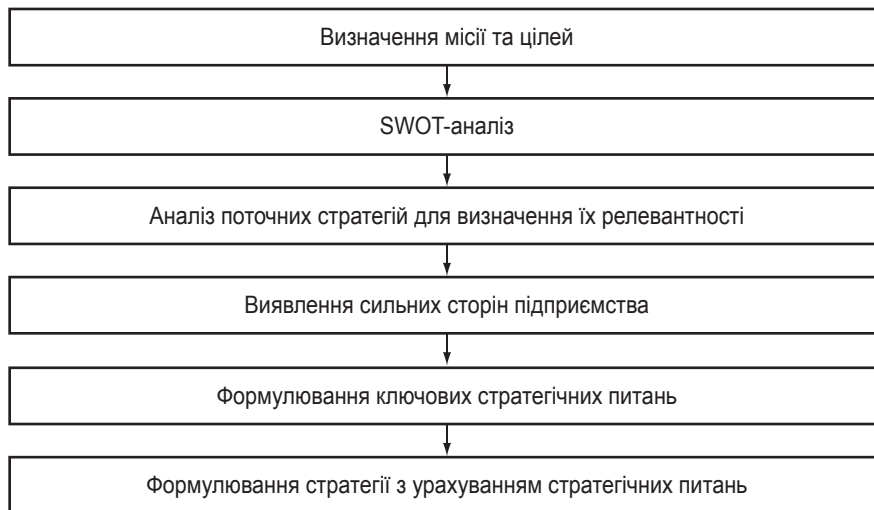 Визначення місії та цілей
SWOT-аналіз
Аналіз поточних стратегій для визначення їх релевантності
Виявлення сильних сторін підприємства
Формулювання ключових стратегічних питань
Формулювання стратегії з урахуванням стратегічних питань